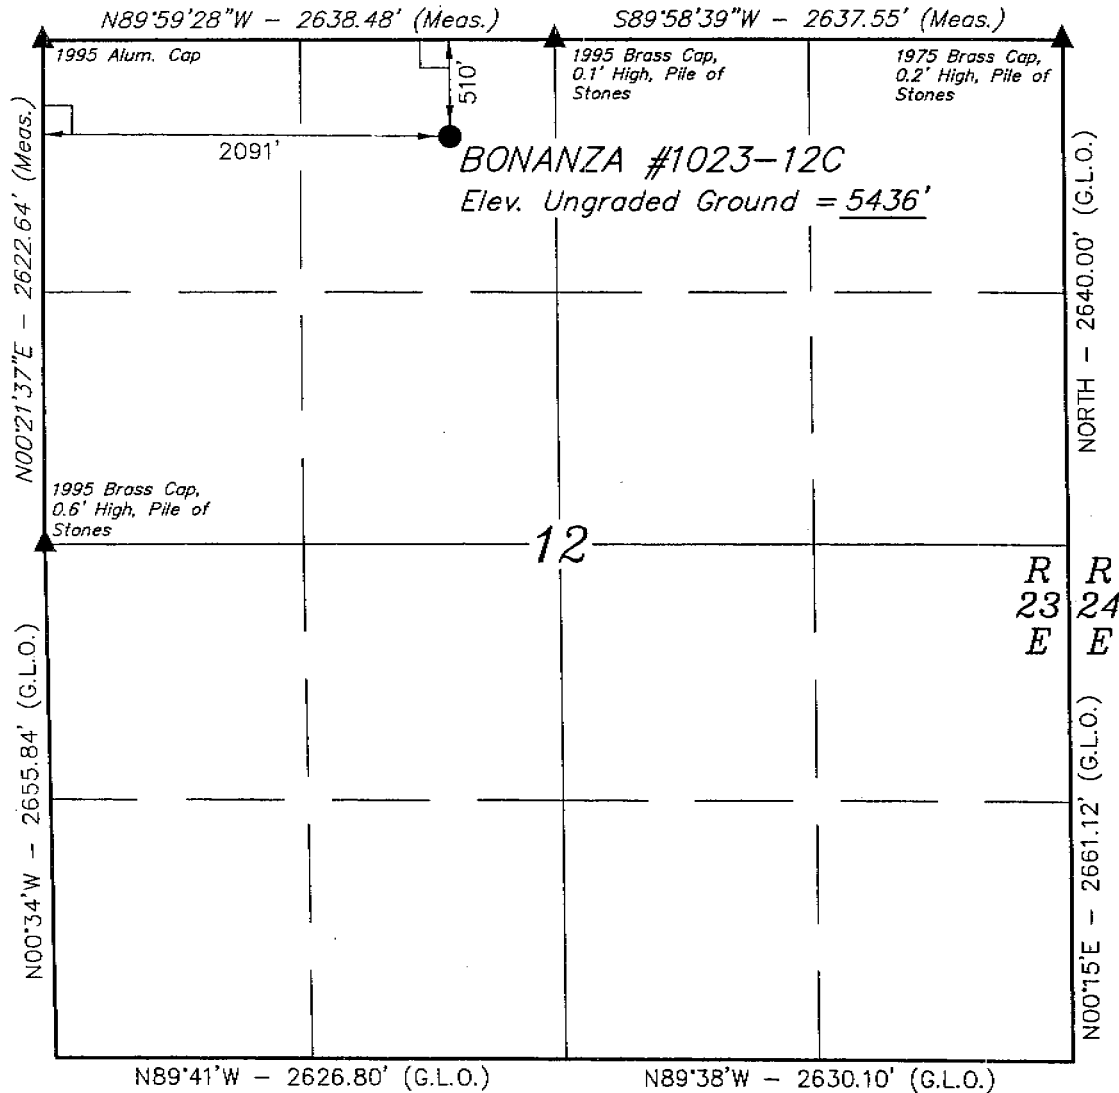 N89°59'28"W - 2638.48' (Meas.)
S89°58'39"W - 2637.55' (Meas.)
1995 Alum. Cap
1995 Brass Cap,
0.1' High, Pile of
Stones
1975 Brass Cap,
0.2' High, Pile of
Stones
510'
2091'
BONANZA #1023-12C
Elev. Ungraded Ground = 5436'
N00°21'37"E - 2622.64' (Meas.)
NORTH - 2640.00' (G.L.O.)
1995 Brass Cap,
0.6' High, Pile of
Stones
12
R R
23 24
E E
N00°34'W - 2655.84' (G.L.O.)
N00°15'E - 2661.12' (G.L.O.)
N89°41'W - 2626.80' (G.L.O.)
N89°38'W - 2630.10' (G.L.O.)